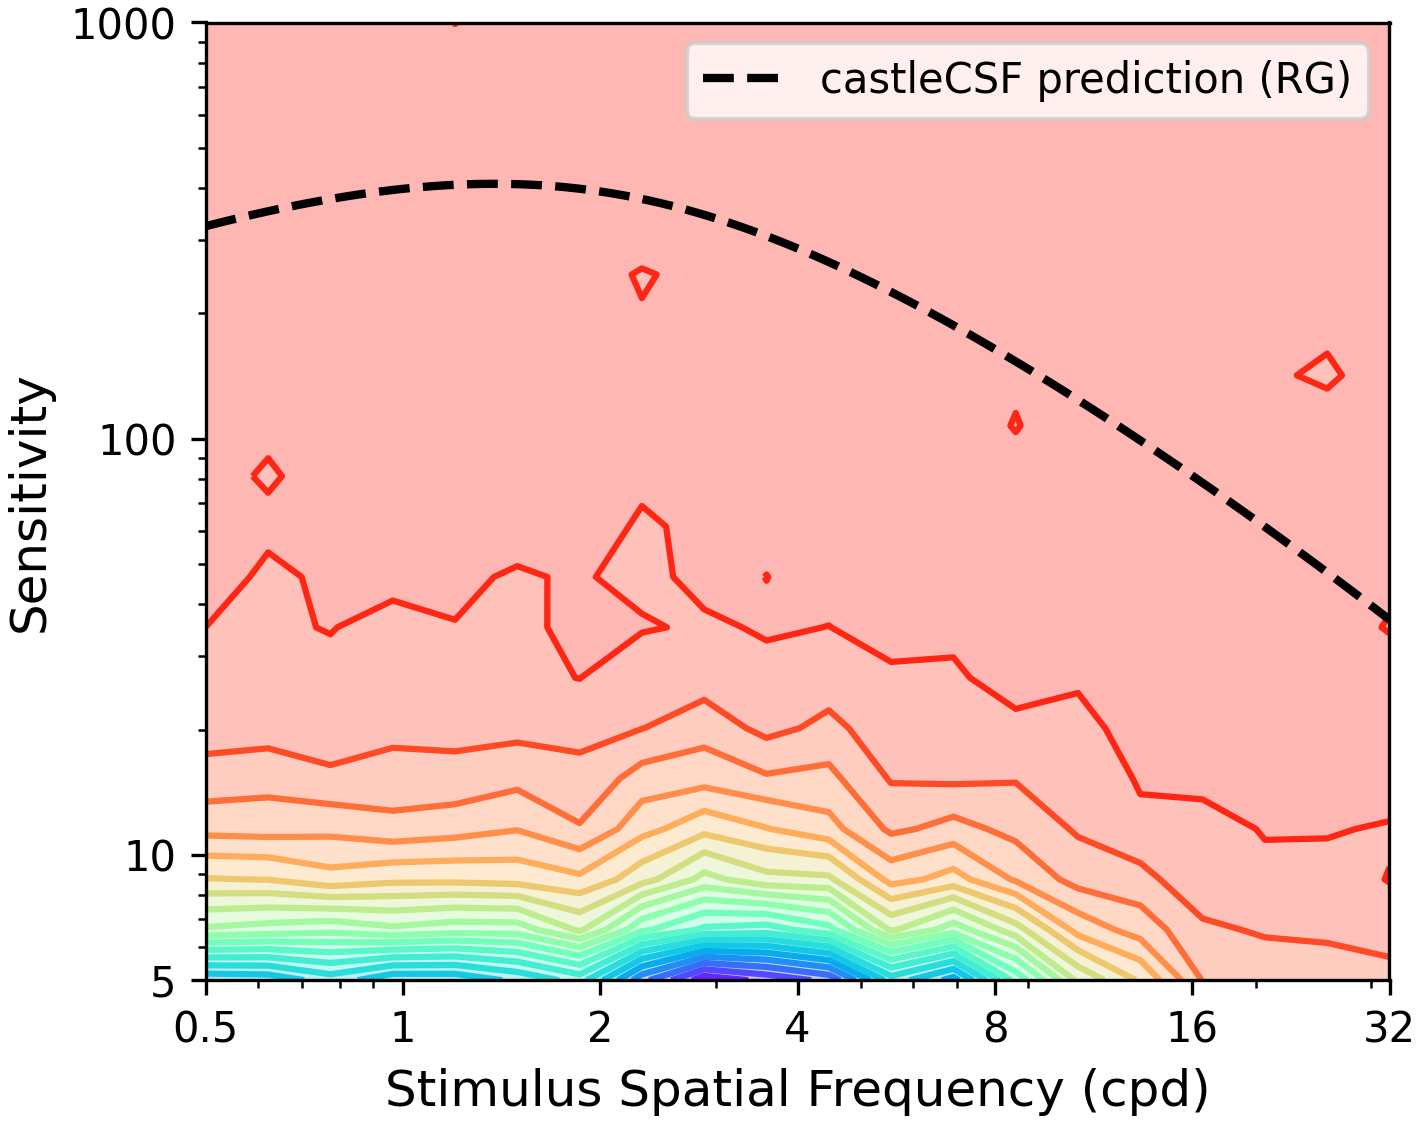 1000
castleCSF prediction (RG)
Sensitivity
100
10
5
0.5 1 2 4 8 16 32
Stimulus Spatial Frequency (cpd)